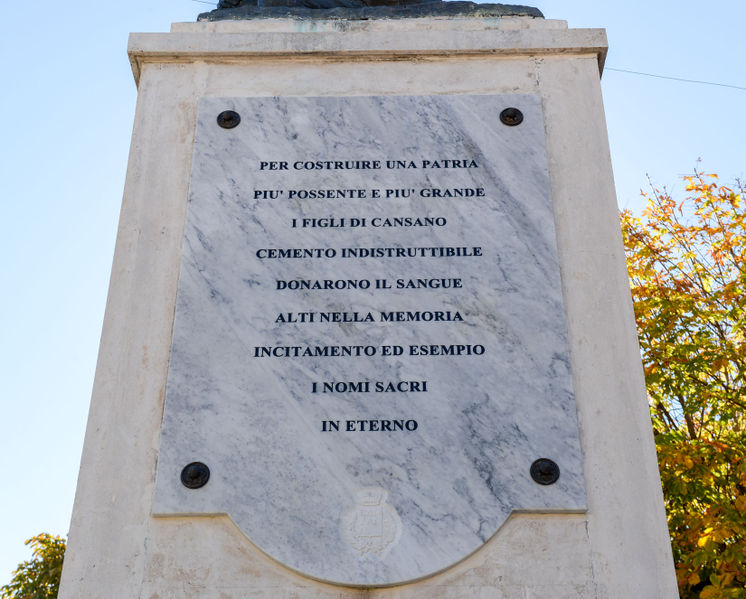 PER COSTRUIRE UNA PATRIA
PIU' POSSENTE E PIU' GRANDE
I FIGLI DI CANSANO
CEMENTO INDISTRUTTIBILE
DONARONO IL SANGUE
ALTI NELLA MEMORIA
INCITAMENTO ED ESEMPIO
I NOMI SACRI
IN ETERNO